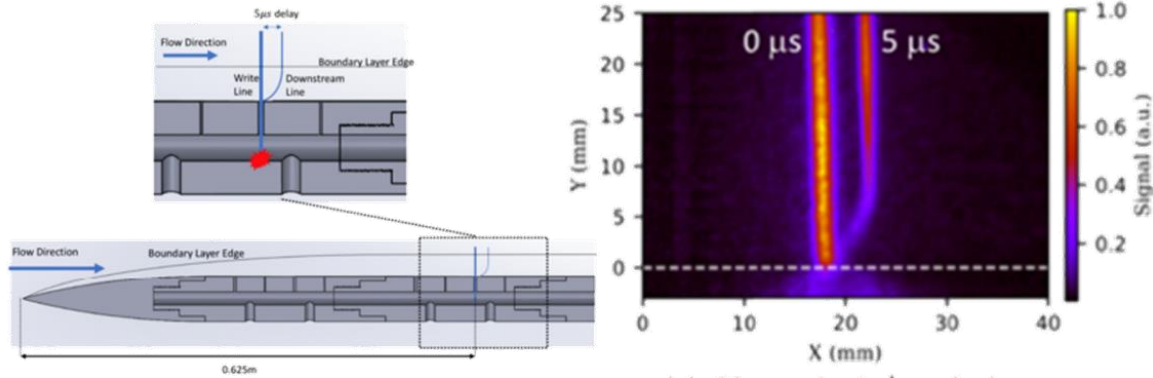 5μs delay
Flow Direction
Boundary Layer Edge
Write
Line
Downstream
Line
Flow Direction
Boundary Layer Edge
0.625m
25
20
15
10
5
0
Y (mm)
0 μs
5 μs
0
10
20
30
40
X (mm)
1.0
0.8
0.6
0.4
0.2
Signal (a.u.)